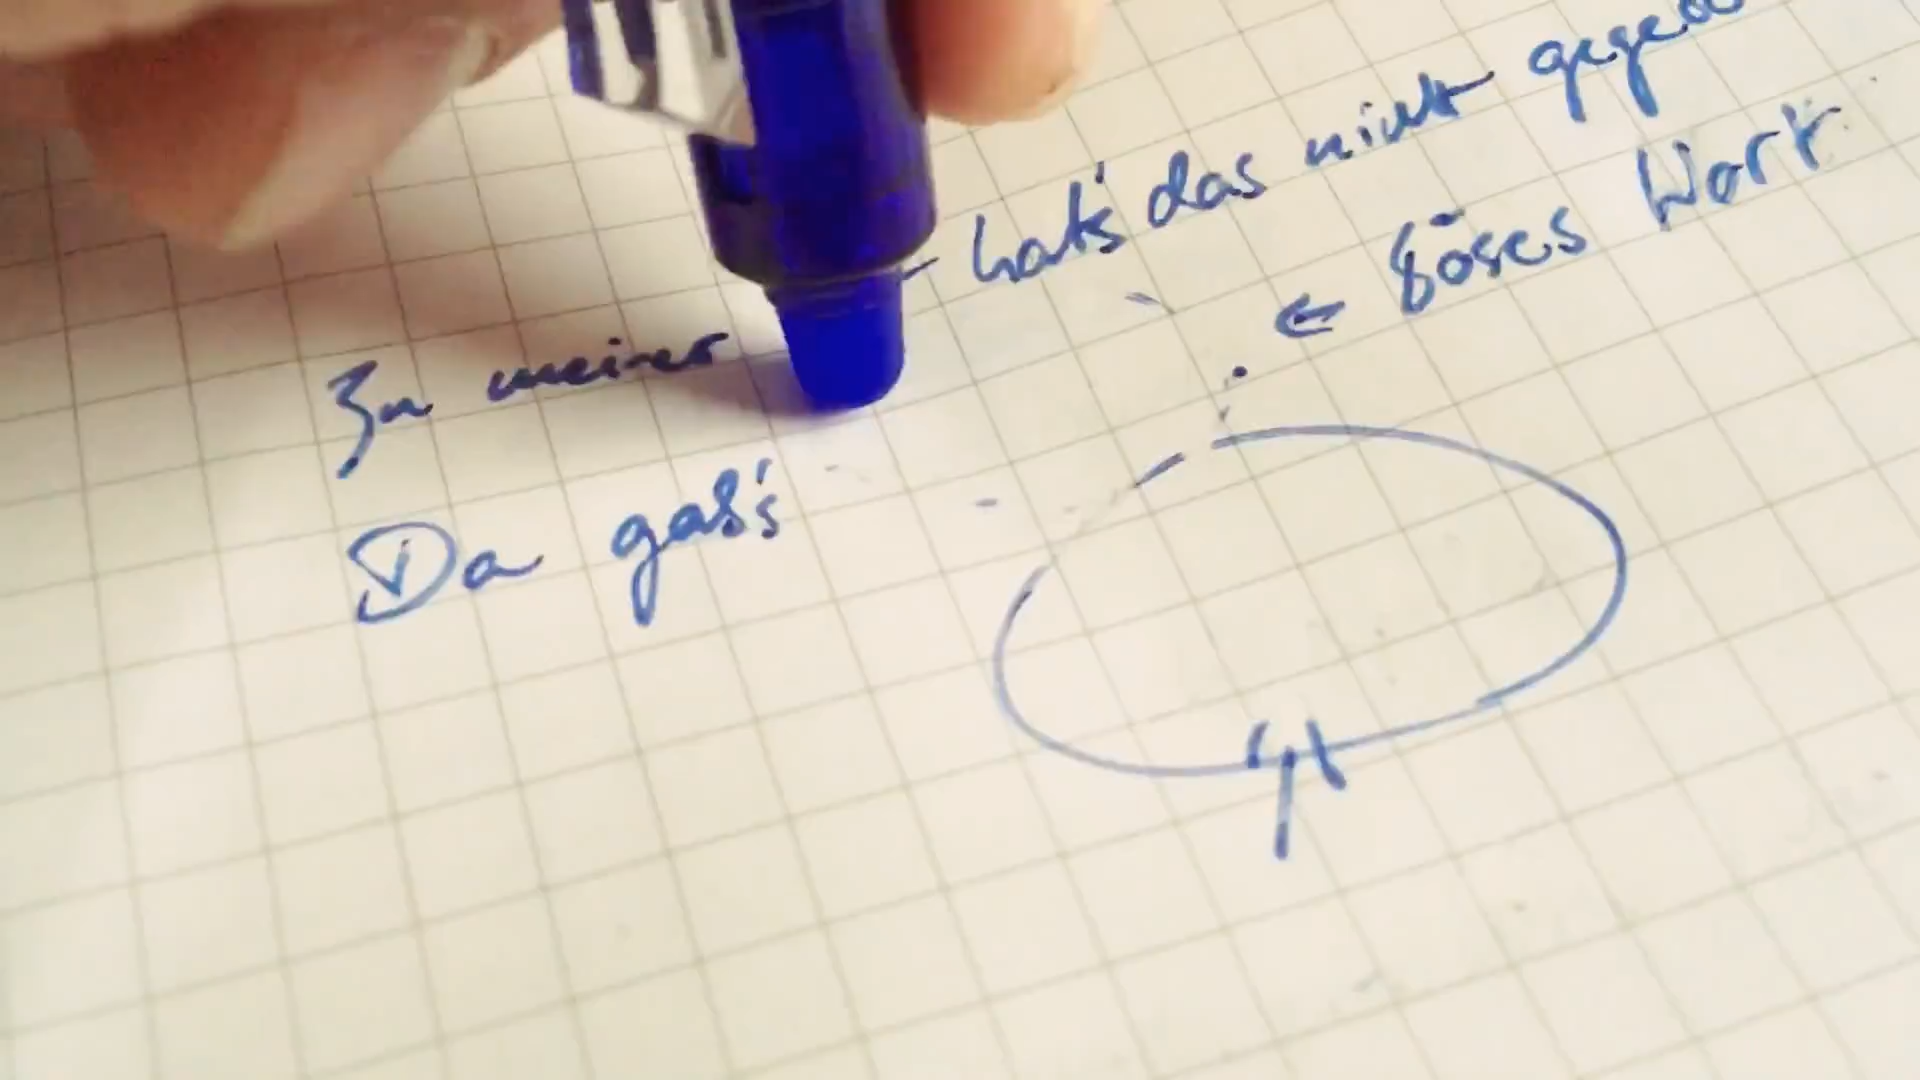 Zu meiner hat's das nicht gegeb
← böses Wort
Da gab's